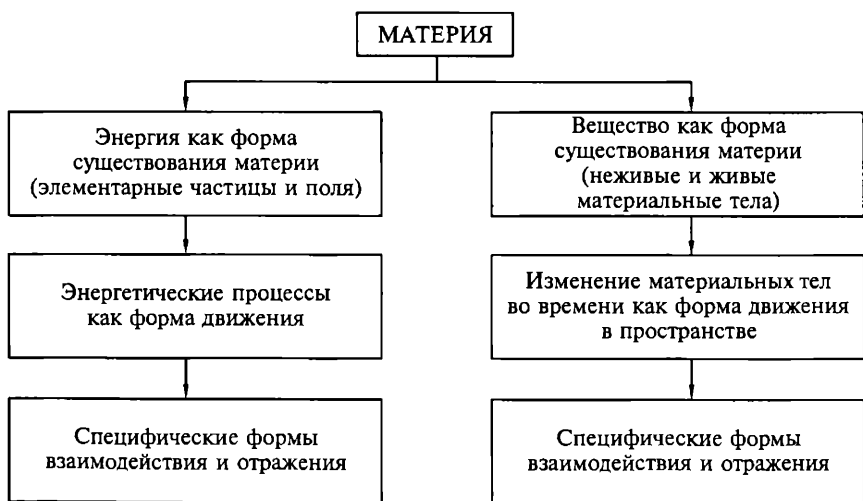 МАТЕРИЯ
Энергия как форма
существования материи
(элементарные частицы и поля)
Вещество как форма
существования материи
(неживые и живые
материальные тела)
Энергетические процессы
как форма движения
Изменение материальных тел
во времени как форма движения
в пространстве
Специфические формы
взаимодействия и отражения
Специфические формы
взаимодействия и отражения